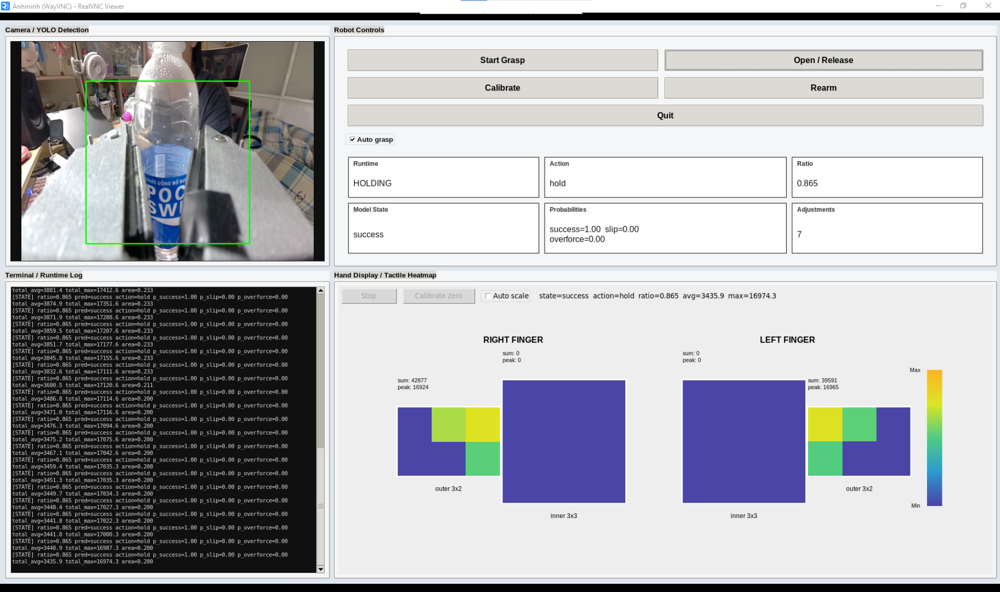 Anhminh (WayVNC) - RealVNC Viewer
Camera / YOLO Detection
THỨC UỐNG BỔ SU
POC
SWE
Robot Controls
Start Grasp
Open / Release
Calibrate
Rearm
Quit
Auto grasp
Runtime
HOLDING
Action
hold
Ratio
0.865
Model State
success
Probabilities
success=1.00 slip=0.00
overforce=0.00
Adjustments
7
Terminal / Runtime Log
total_avg=3881.4 total_max=17412.6 area=0.233
[STATE] ratio=0.865 pred=success action=hold p_success=1.00 p_slip=0.00 p_overforce=0.00
total_avg=3874.9 total_max=17351.6 area=0.233
[STATE] ratio=0.865 pred=success action=hold p_success=1.00 p_slip=0.00 p_overforce=0.00
total_avg=3871.9 total_max=17288.6 area=0.233
[STATE] ratio=0.865 pred=success action=hold p_success=1.00 p_slip=0.00 p_overforce=0.00
total_avg=3859.5 total_max=17207.6 area=0.233
[STATE] ratio=0.865 pred=success action=hold p_success=1.00 p_slip=0.00 p_overforce=0.00
total_avg=3851.7 total_max=17177.6 area=0.233
[STATE] ratio=0.865 pred=success action=hold p_success=1.00 p_slip=0.00 p_overforce=0.00
total_avg=3845.8 total_max=17155.6 area=0.233
[STATE] ratio=0.865 pred=success action=hold p_success=1.00 p_slip=0.00 p_overforce=0.00
total_avg=3832.6 total_max=17111.6 area=0.233
[STATE] ratio=0.865 pred=success action=hold p_success=1.00 p_slip=0.00 p_overforce=0.00
total_avg=3600.5 total_max=17120.6 area=0.211
[STATE] ratio=0.865 pred=success action=hold p_success=1.00 p_slip=0.00 p_overforce=0.00
total_avg=3486.8 total_max=17114.6 area=0.200
[STATE] ratio=0.865 pred=success action=hold p_success=1.00 p_slip=0.00 p_overforce=0.00
total_avg=3471.0 total_max=17116.6 area=0.200
[STATE] ratio=0.865 pred=success action=hold p_success=1.00 p_slip=0.00 p_overforce=0.00
total_avg=3476.3 total_max=17094.6 area=0.200
[STATE] ratio=0.865 pred=success action=hold p_success=1.00 p_slip=0.00 p_overforce=0.00
total_avg=3475.2 total_max=17075.6 area=0.200
[STATE] ratio=0.865 pred=success action=hold p_success=1.00 p_slip=0.00 p_overforce=0.00
total_avg=3467.1 total_max=17042.6 area=0.200
[STATE] ratio=0.865 pred=success action=hold p_success=1.00 p_slip=0.00 p_overforce=0.00
total_avg=3459.4 total_max=17035.3 area=0.200
[STATE] ratio=0.865 pred=success action=hold p_success=1.00 p_slip=0.00 p_overforce=0.00
total_avg=3451.3 total_max=17035.3 area=0.200
[STATE] ratio=0.865 pred=success action=hold p_success=1.00 p_slip=0.00 p_overforce=0.00
total_avg=3449.7 total_max=17034.3 area=0.200
[STATE] ratio=0.865 pred=success action=hold p_success=1.00 p_slip=0.00 p_overforce=0.00
total_avg=3448.4 total_max=17027.3 area=0.200
[STATE] ratio=0.865 pred=success action=hold p_success=1.00 p_slip=0.00 p_overforce=0.00
total_avg=3441.8 total_max=17022.3 area=0.200
[STATE] ratio=0.865 pred=success action=hold p_success=1.00 p_slip=0.00 p_overforce=0.00
total_avg=3441.8 total_max=17000.3 area=0.200
[STATE] ratio=0.865 pred=success action=hold p_success=1.00 p_slip=0.00 p_overforce=0.00
total_avg=3440.9 total_max=16987.3 area=0.200
[STATE] ratio=0.865 pred=success action=hold p_success=1.00 p_slip=0.00 p_overforce=0.00
total_avg=3435.9 total_max=16974.3 area=0.200
Hand Display / Tactile Heatmap
Stop
Calibrate zero
Auto scale
state=success action=hold ratio=0.865 avg=3435.9 max=16974.3
RIGHT FINGER
sum: 0
peak: 0
sum: 42877
peak: 16924
outer 3x2
inner 3x3
LEFT FINGER
sum: 0
peak: 0
sum: 39591
peak: 16965
outer 3x2
inner 3x3
Max
Min